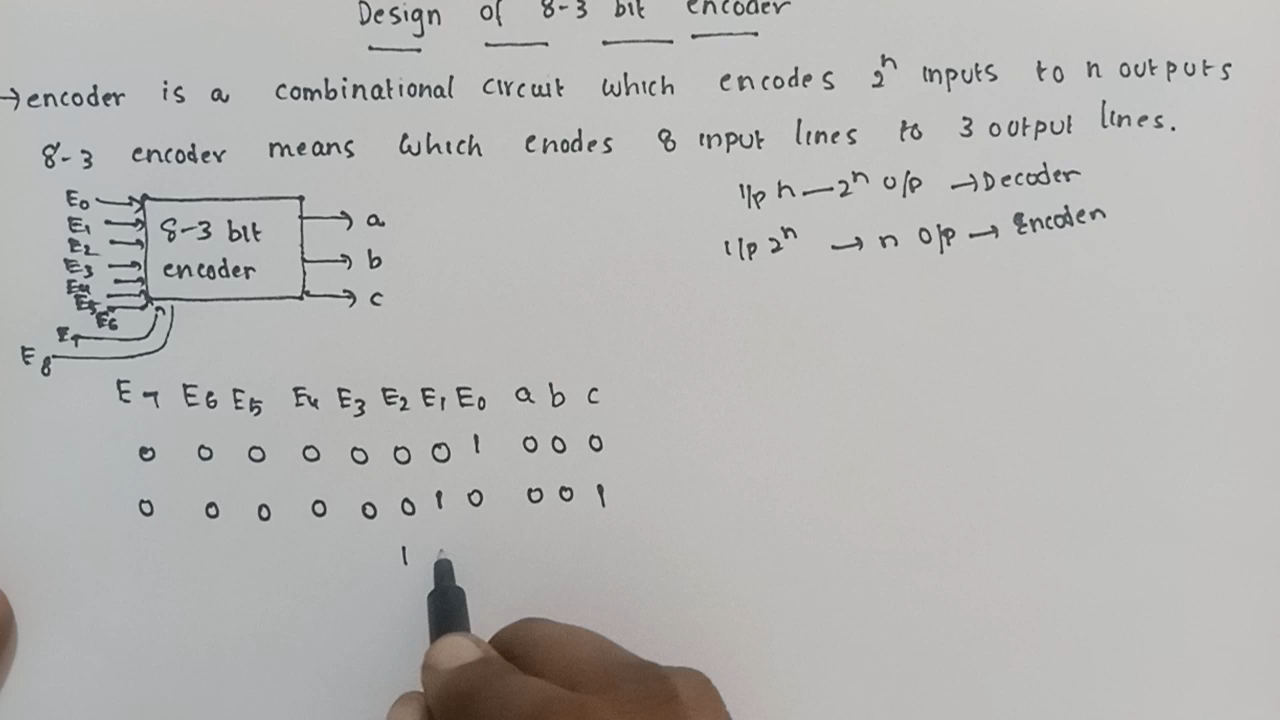 Design of 8-3 bit encoder
→encoder is a combinational circuit which encodes 2ⁿ inputs to n outputs
8-3 encoder means which enodes 8 input lines to 3 output lines.
I/p n — 2ⁿ o/p → Decoder
I/p 2ⁿ → n o/p → Encoder
E0
E1
E2
E3
E4
E5
E6
E7
E8
8-3 bit
encoder
a
b
c
E7 E6 E5 E4 E3 E2 E1 E0 a b c
0 0 0 0 0 0 0 1 0 0 0
0 0 0 0 0 0 1 0 0 0 1
1